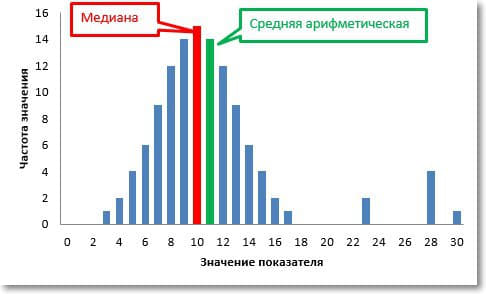 Медиана
Средняя арифметическая
16
14
12
10
8
6
4
2
0
Частота значения
0 2 4 6 8 10 12 14 16 18 20 22 24 26 28 30
Значение показателя